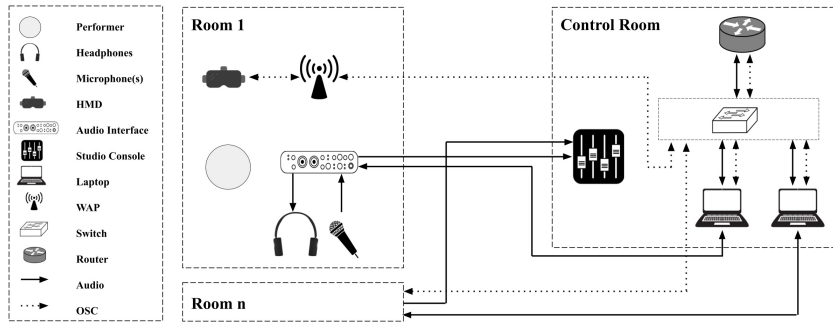 Performer
Headphones
Microphone(s)
HMD
Audio Interface
Studio Console
Laptop
WAP
Switch
Router
Audio
OSC
Room 1
Control Room
Room n